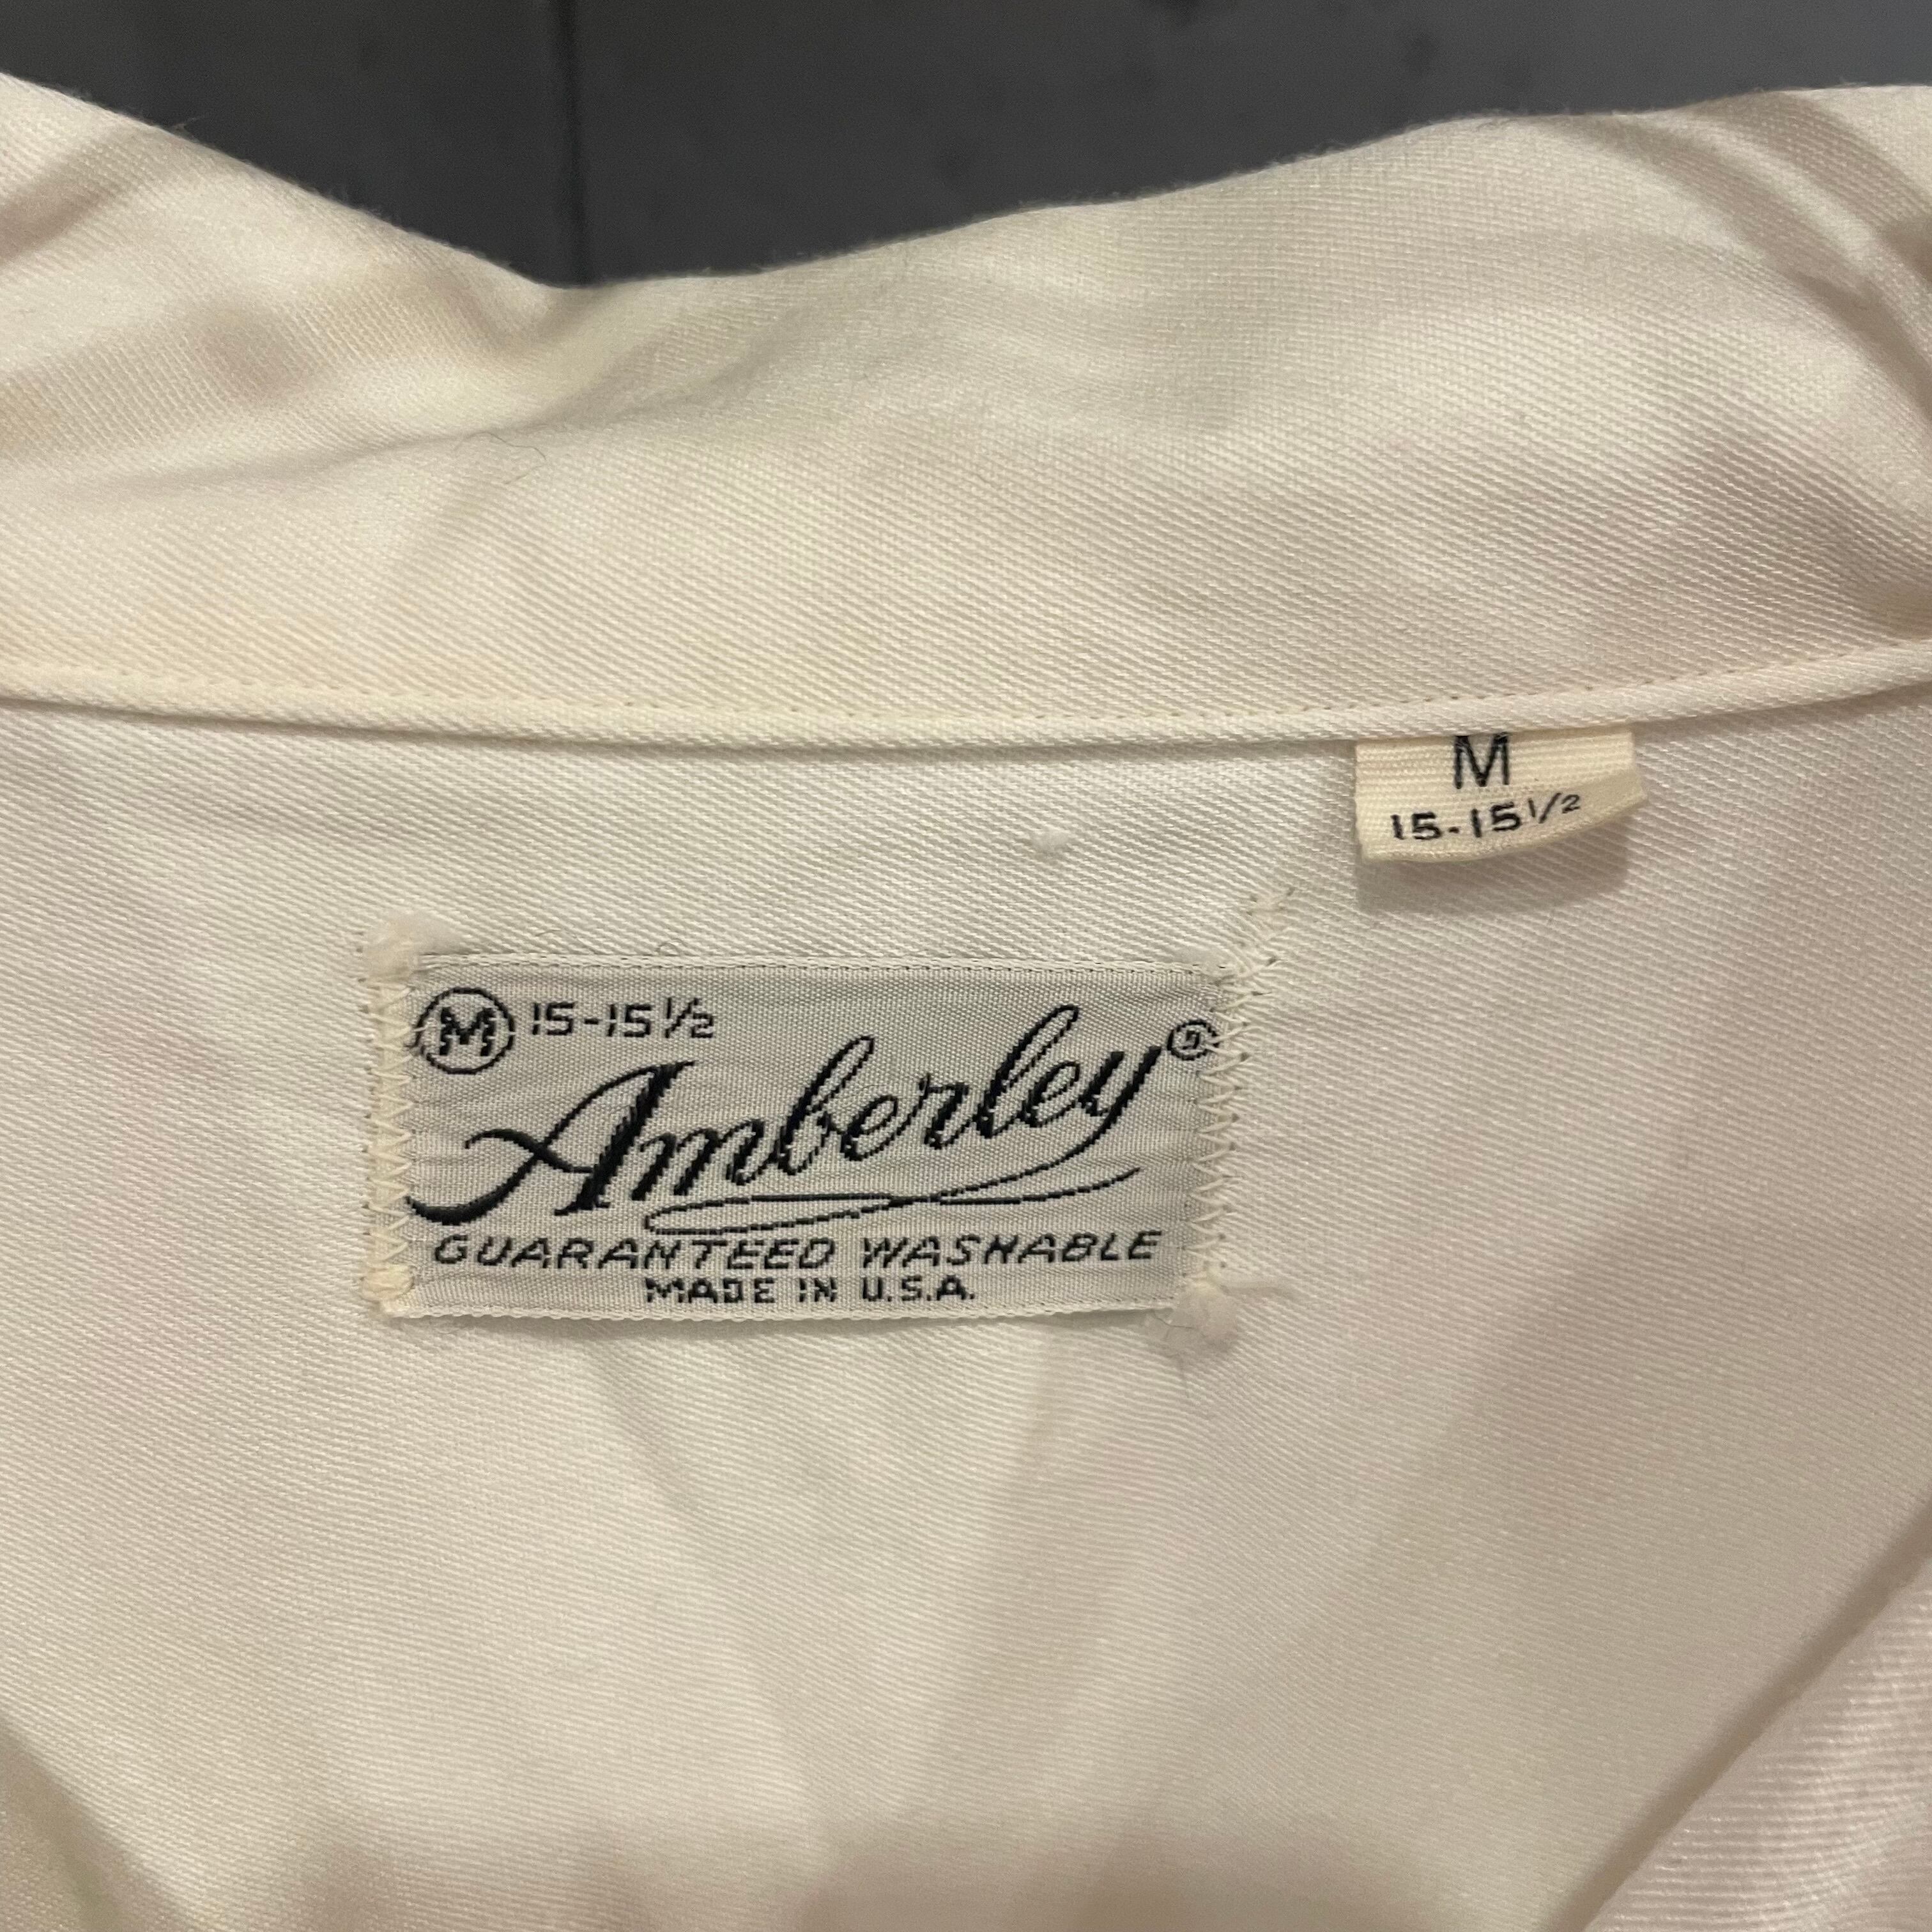 M
15-15½
M 15-15½
Amberley®
GUARANTEED WASHABLE
MADE IN U.S.A.